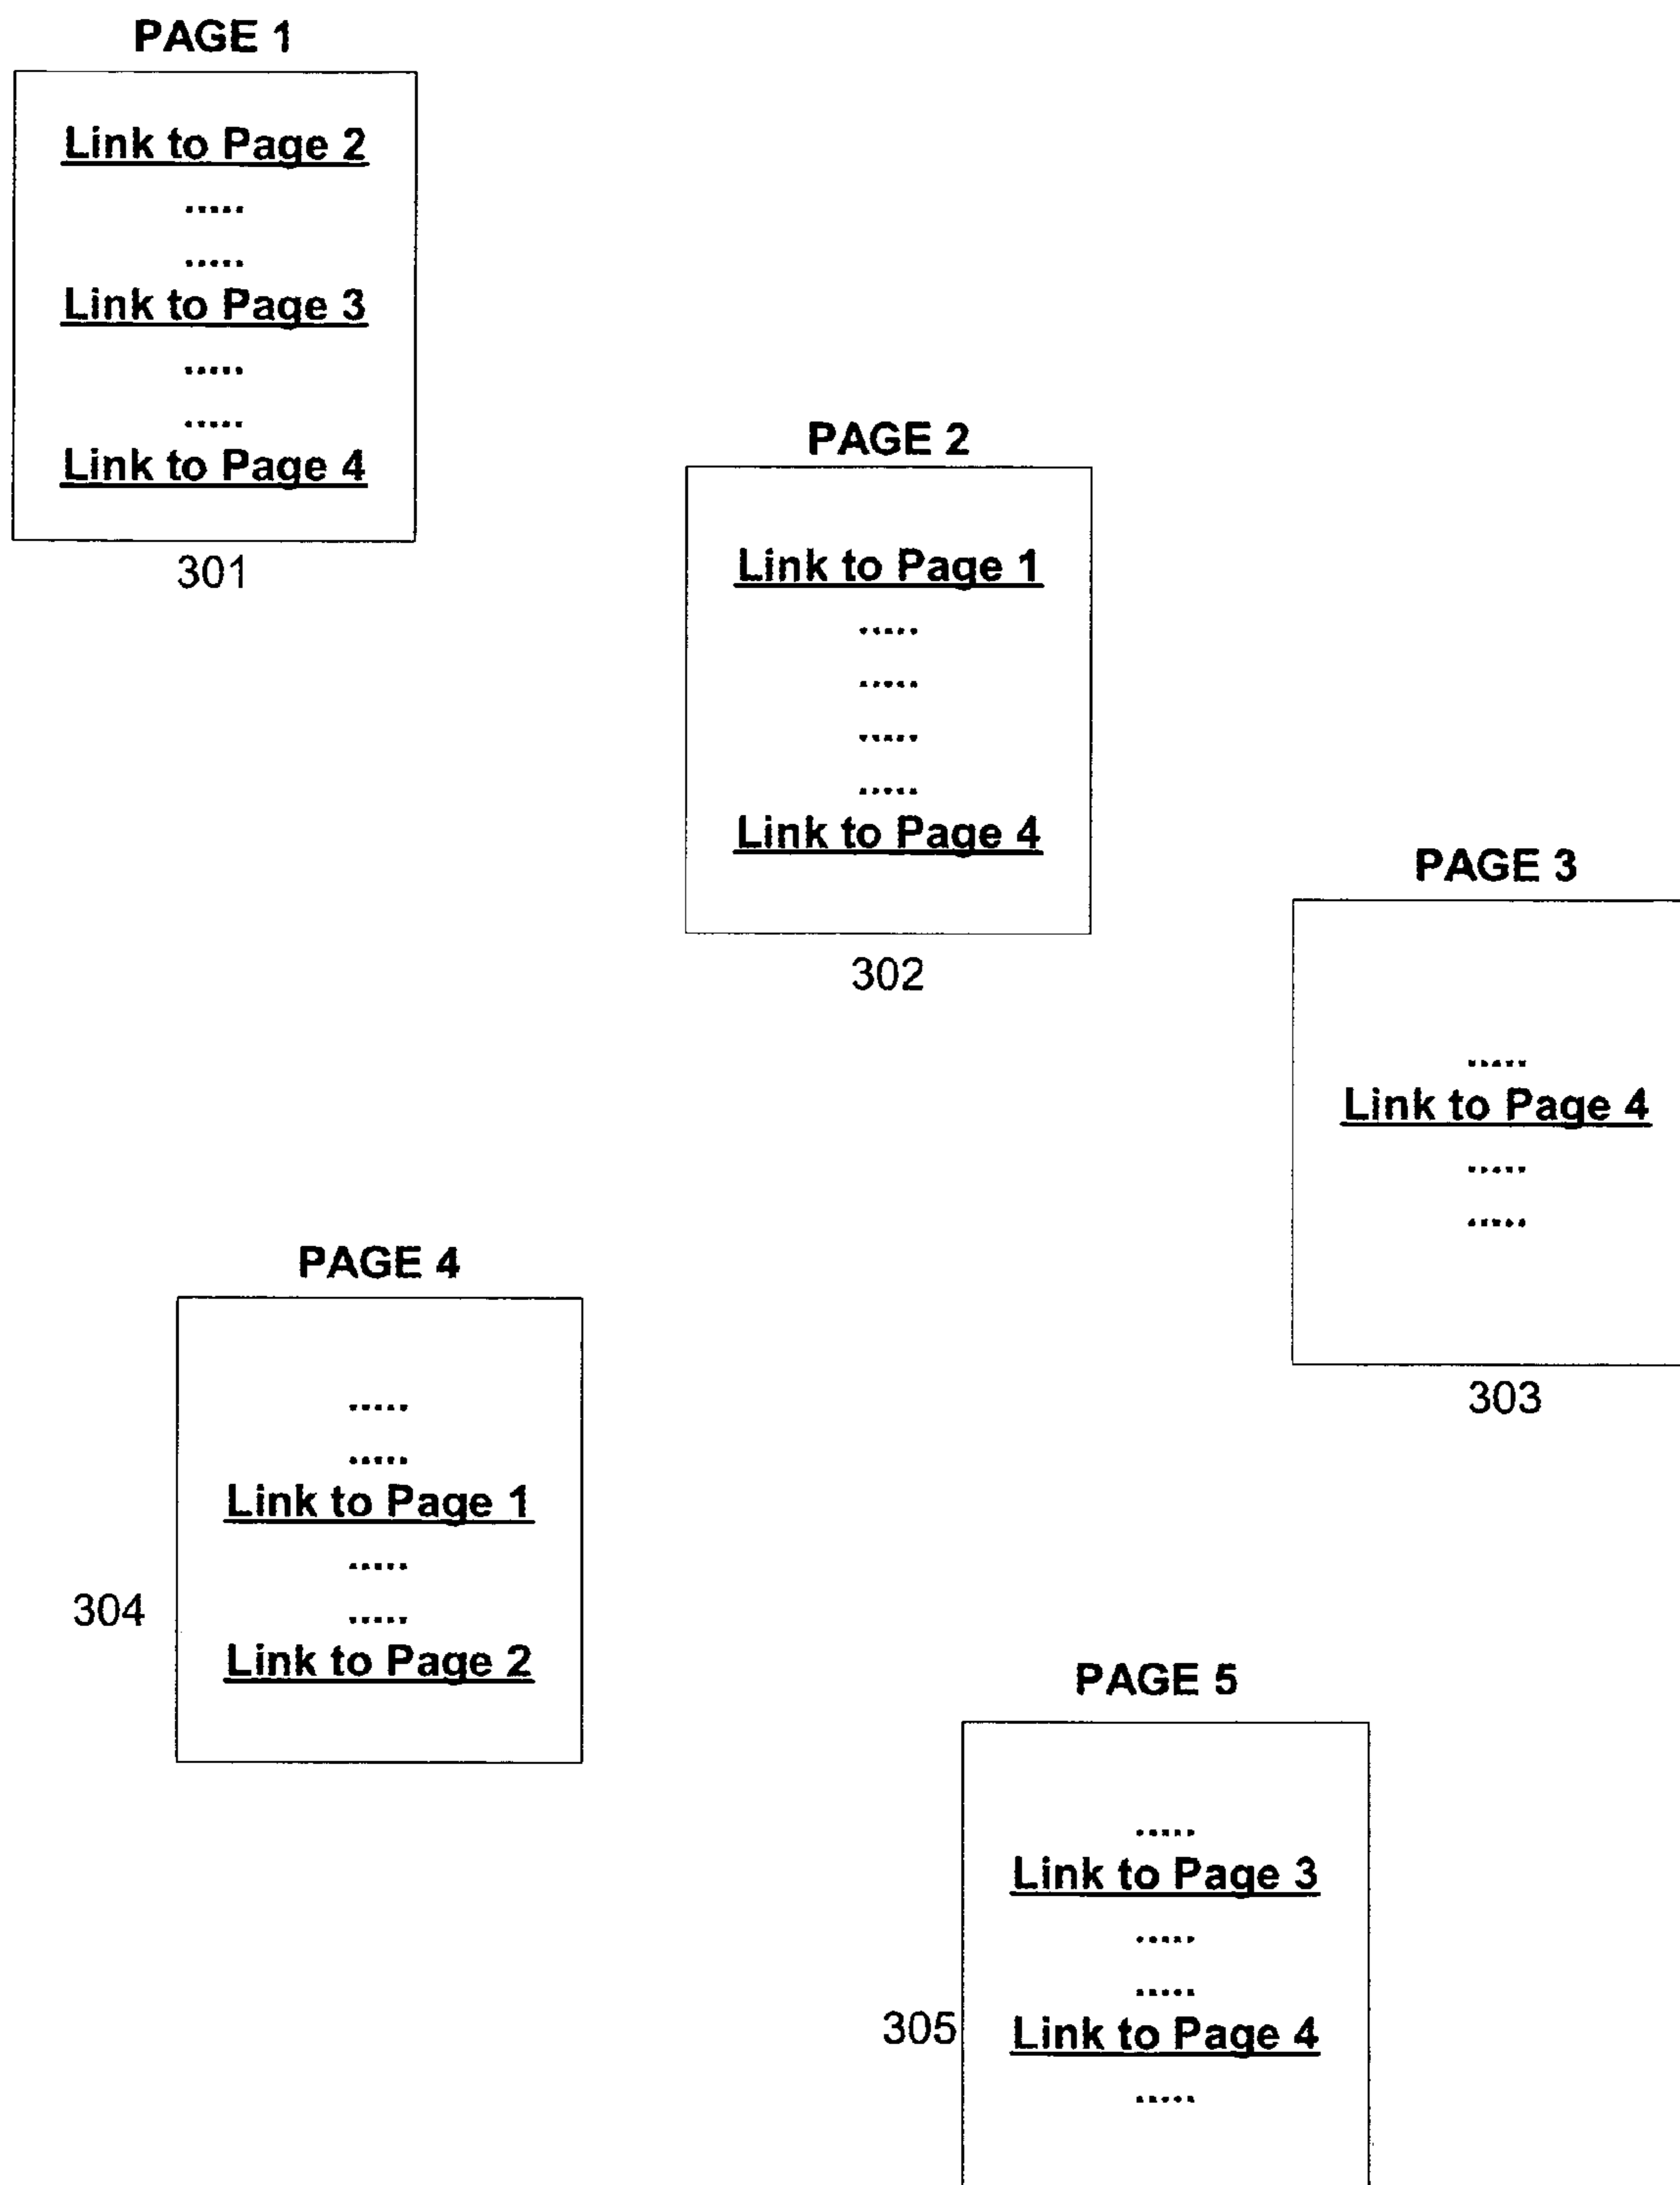 PAGE 1
Link to Page 2
.....
.....
Link to Page 3
.....
.....
Link to Page 4
301
PAGE 2
Link to Page 1
.....
.....
.....
.....
Link to Page 4
302
PAGE 3
.....
Link to Page 4
.....
.....
303
PAGE 4
.....
.....
Link to Page 1
.....
.....
Link to Page 2
304
PAGE 5
.....
Link to Page 3
.....
.....
Link to Page 4
.....
305